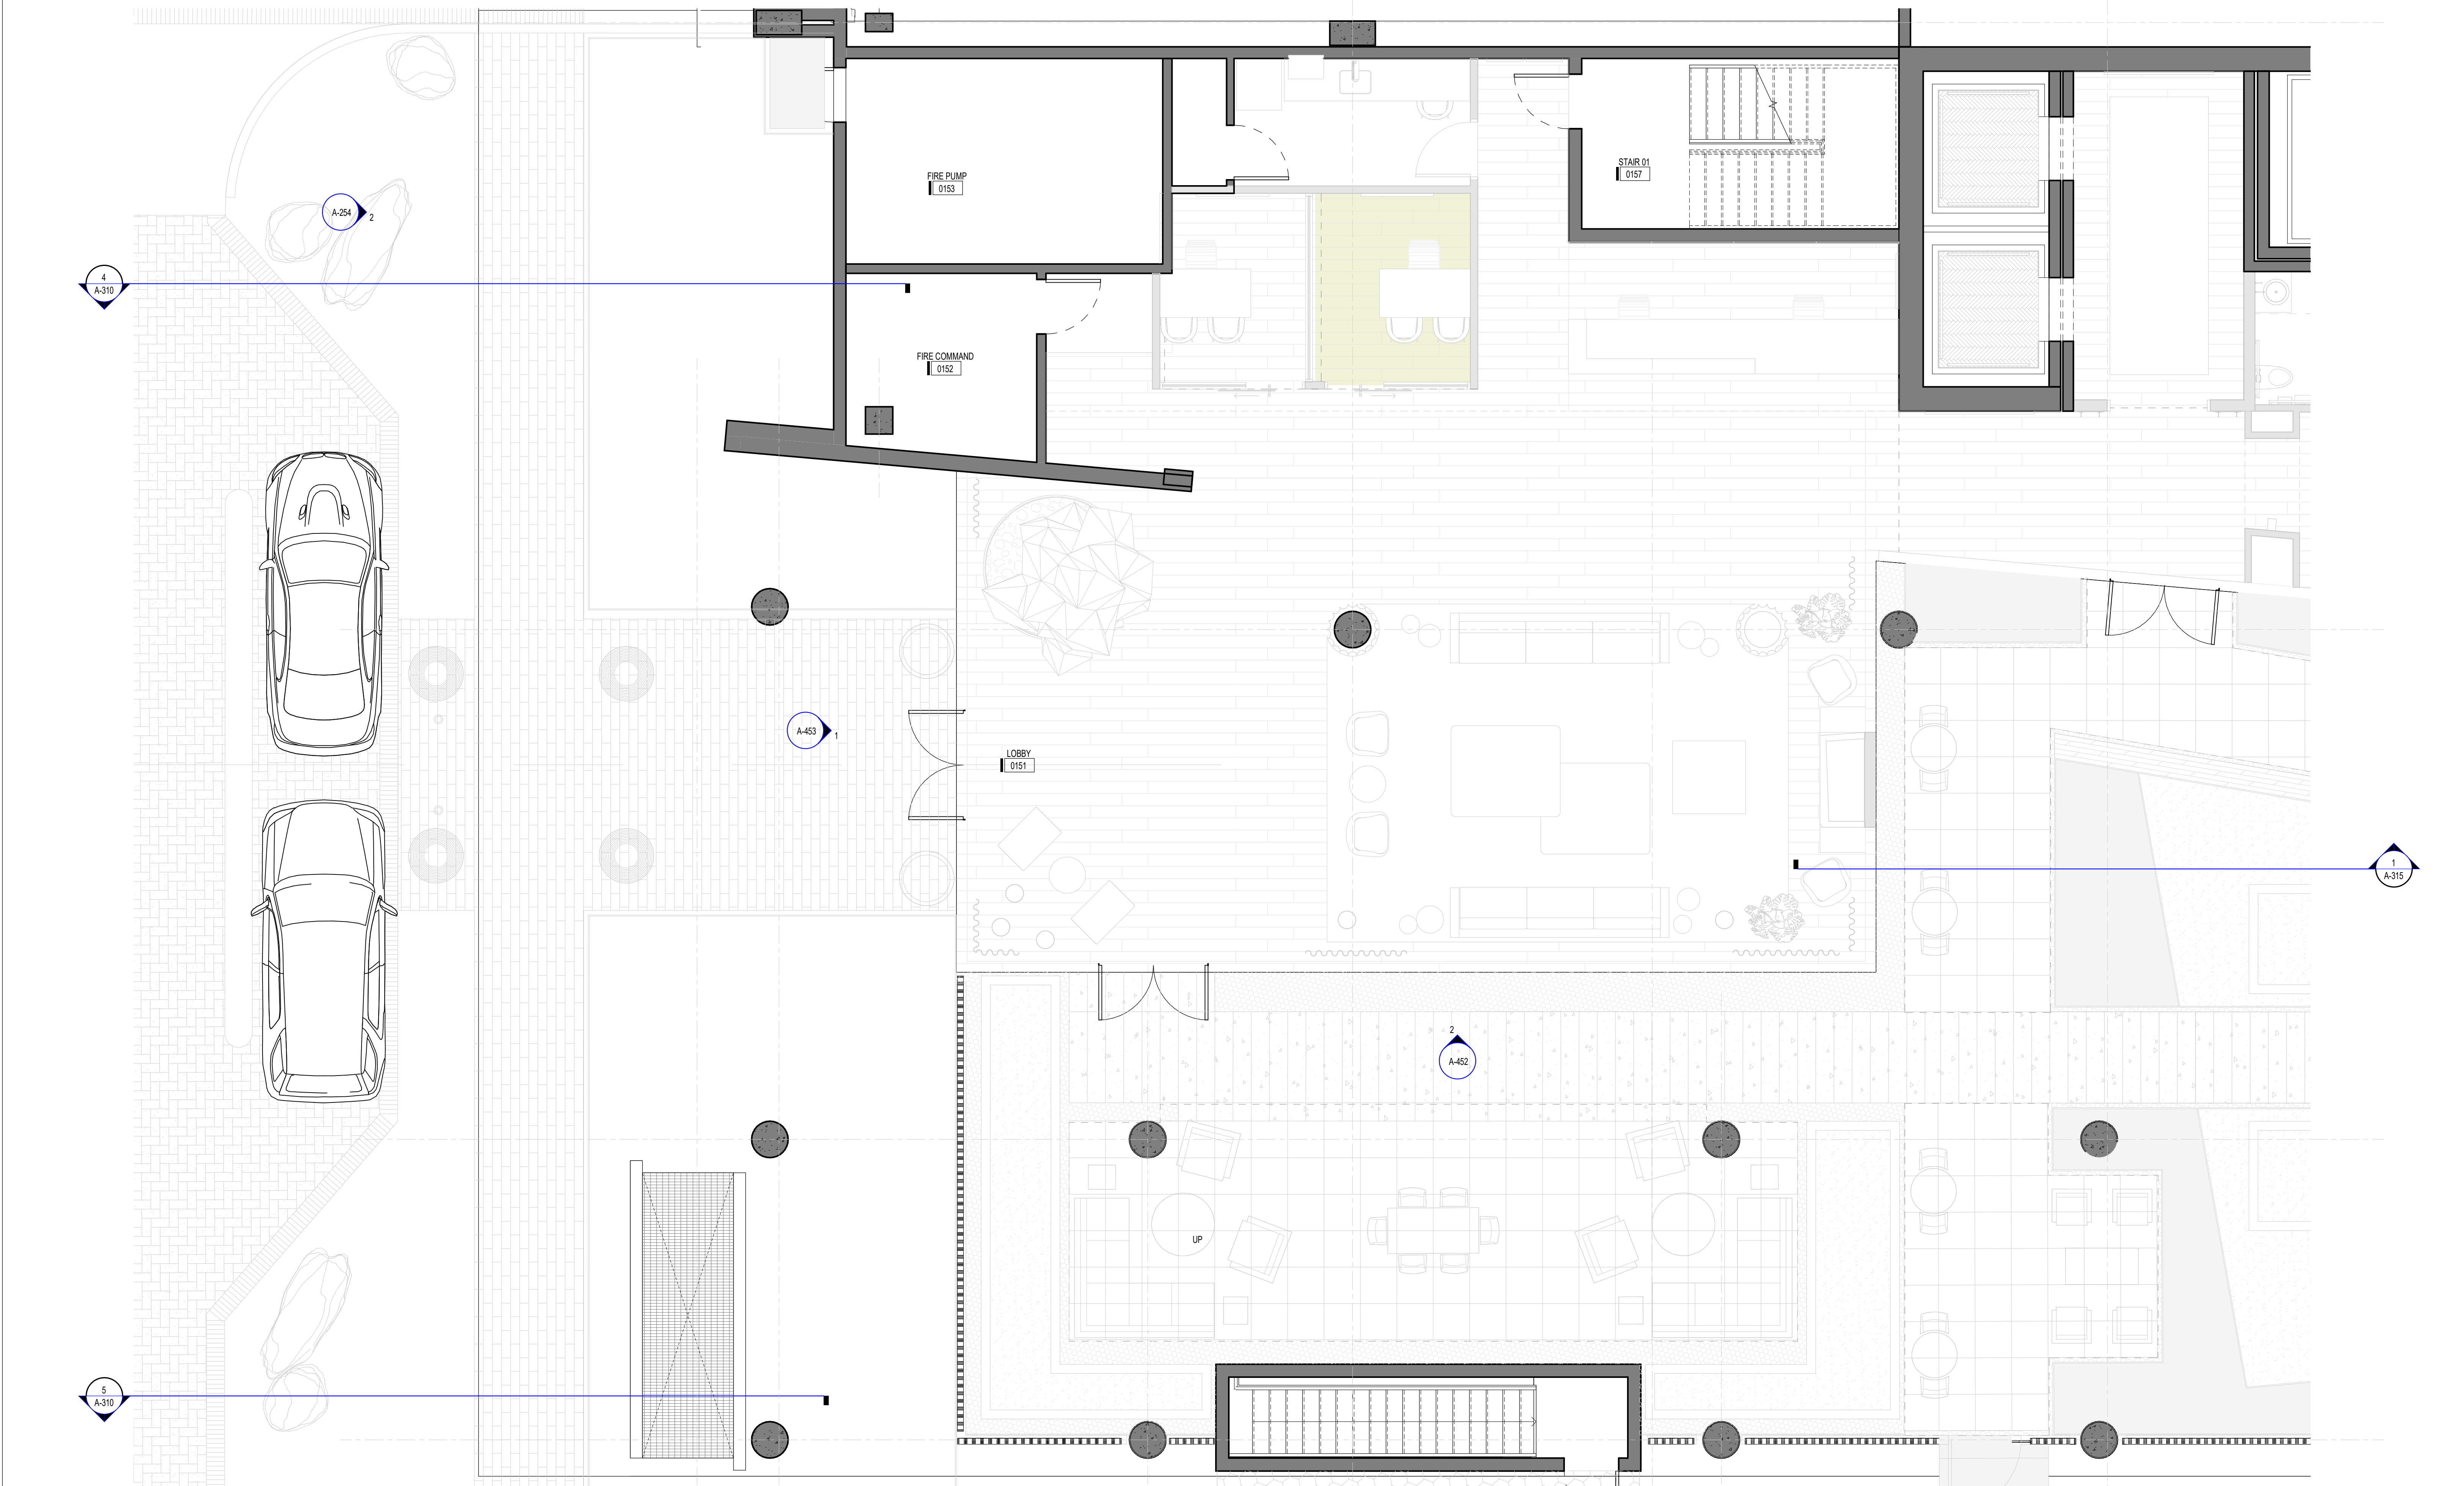 FIRE PUMP
0153
STAIR 01
0157
A-254
2
4
A-310
FIRE COMMAND
0152
A-453
1
LOBBY
0151
1
A-315
2
A-452
UP
5
A-310